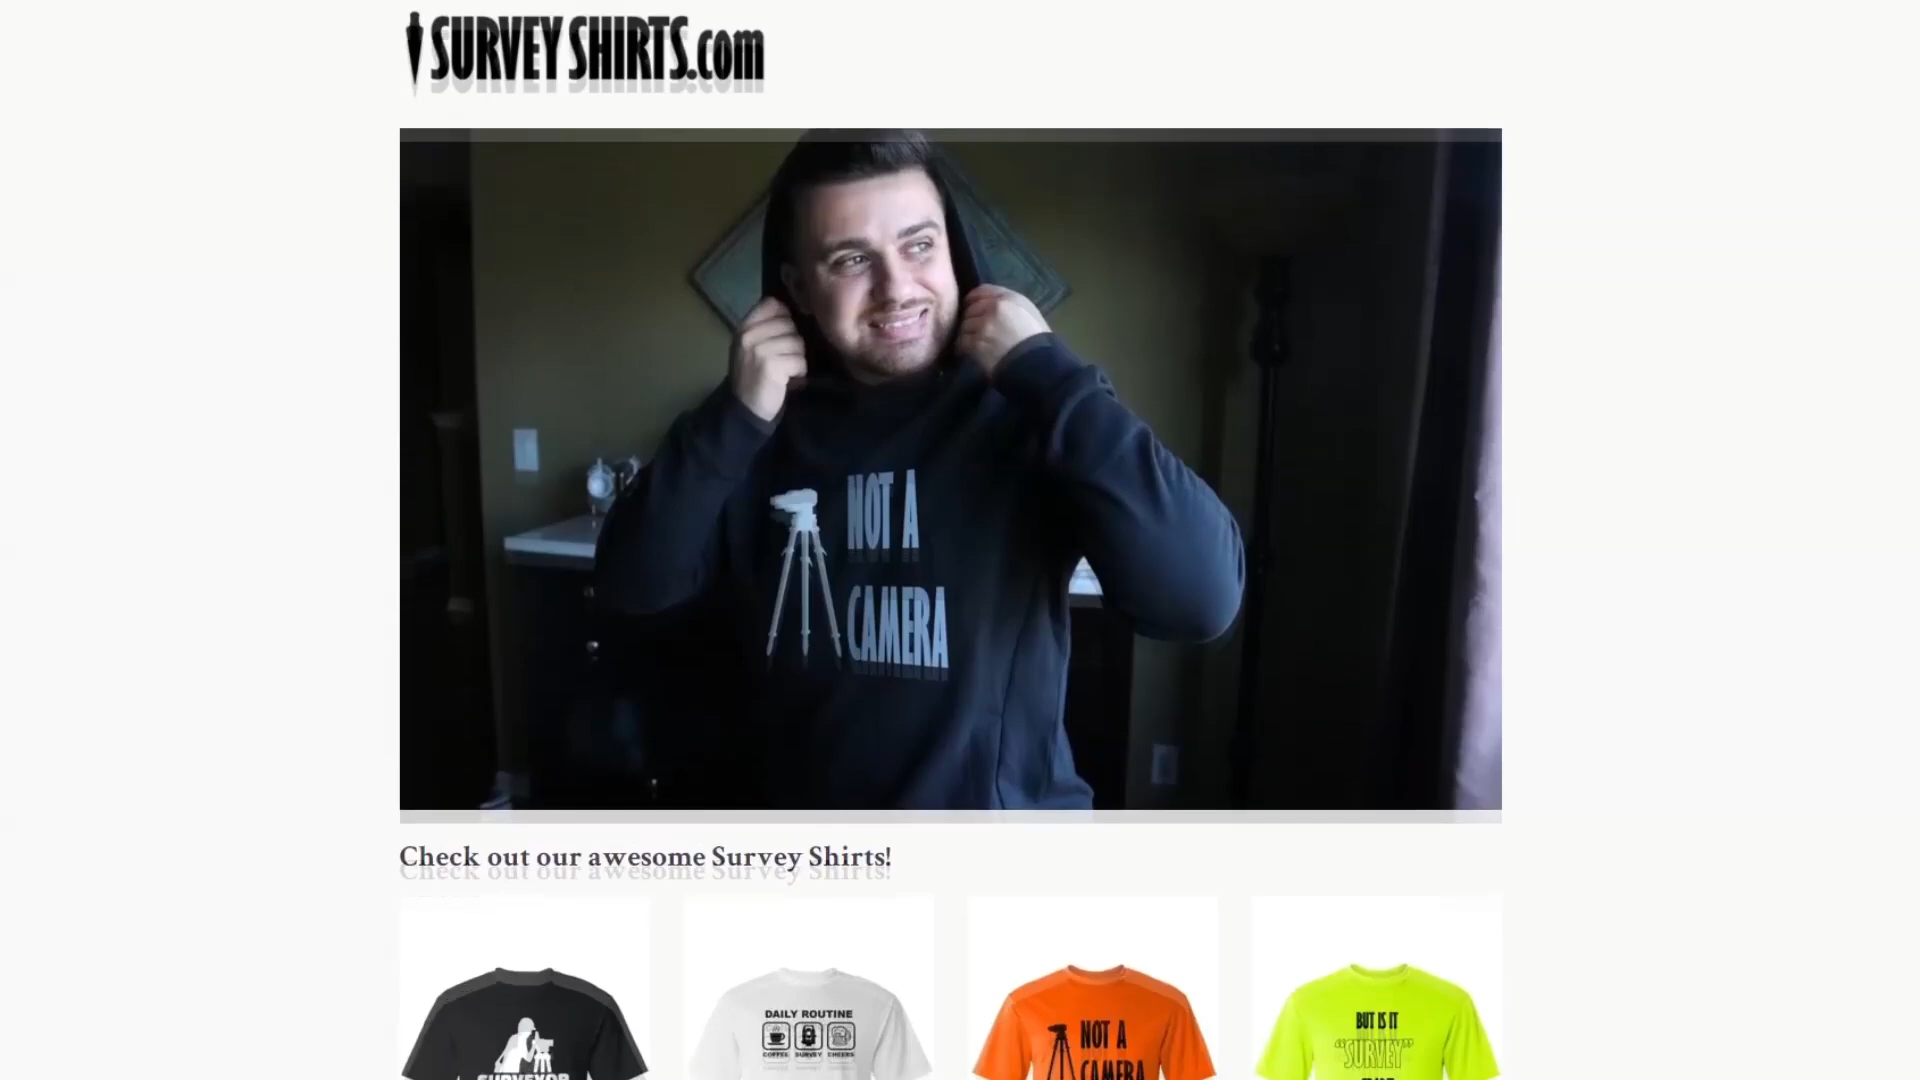 SURVEY SHIRTS.com
NOT A
CAMERA
Check out our awesome Survey Shirts!
SURVEYOR
DAILY ROUTINE
COFFEE SURVEY CHEERS
NOT A
CAMERA
BUT IS IT
"SURVEY"